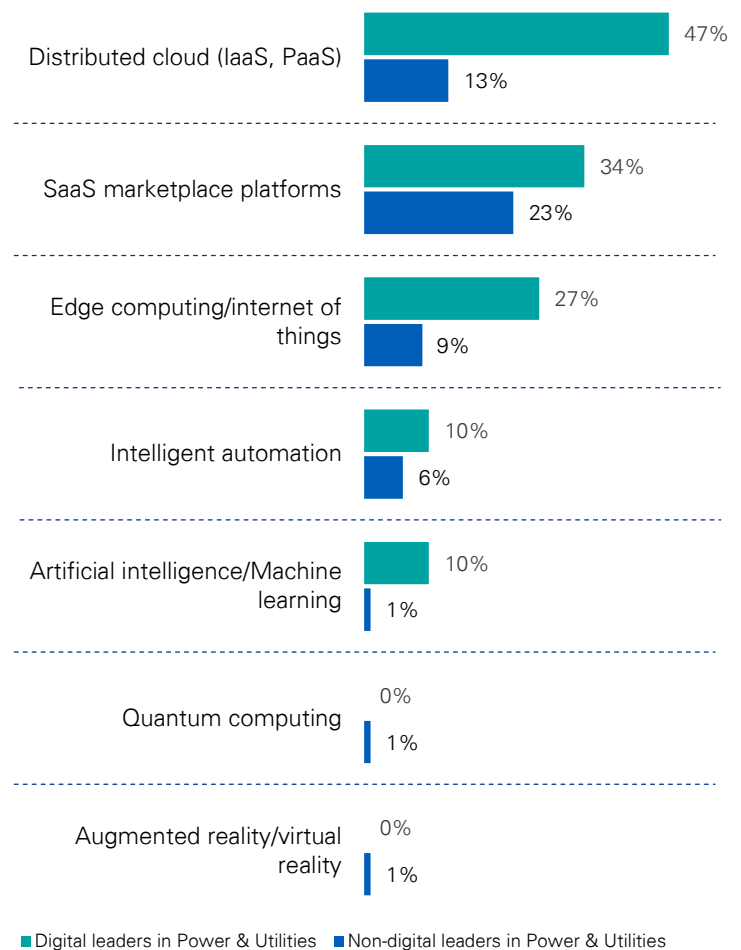 47%
Distributed cloud (IaaS, PaaS)
13%
34%
SaaS marketplace platforms
23%
27%
Edge computing/internet of
things
9%
10%
Intelligent automation
6%
10%
Artificial intelligence/Machine
learning
1%
0%
Quantum computing
1%
0%
Augmented reality/virtual
reality
1%
Digital leaders in Power & Utilities Non-digital leaders in Power & Utilities